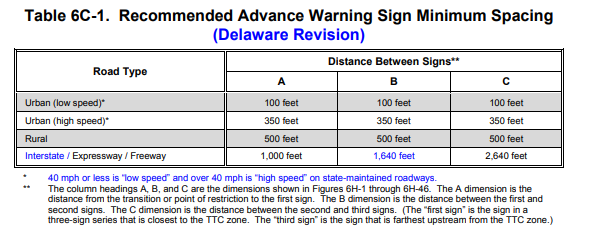 Table 6C-1. Recommended Advance Warning Sign Minimum Spacing
(Delaware Revision)
Road Type
Distance Between Signs**
A B C
Urban (low speed)* 100 feet 100 feet 100 feet
Urban (high speed)* 350 feet 350 feet 350 feet
Rural 500 feet 500 feet 500 feet
Interstate / Expressway / Freeway 1,000 feet 1,640 feet 2,640 feet
* 40 mph or less is “low speed” and over 40 mph is “high speed” on state-maintained roadways.
** The column headings A, B, and C are the dimensions shown in Figures 6H-1 through 6H-46. The A dimension is the
distance from the transition or point of restriction to the first sign. The B dimension is the distance between the first and
second signs. The C dimension is the distance between the second and third signs. (The “first sign” is the sign in a
three-sign series that is closest to the TTC zone. The “third sign” is the sign that is farthest upstream from the TTC zone.)